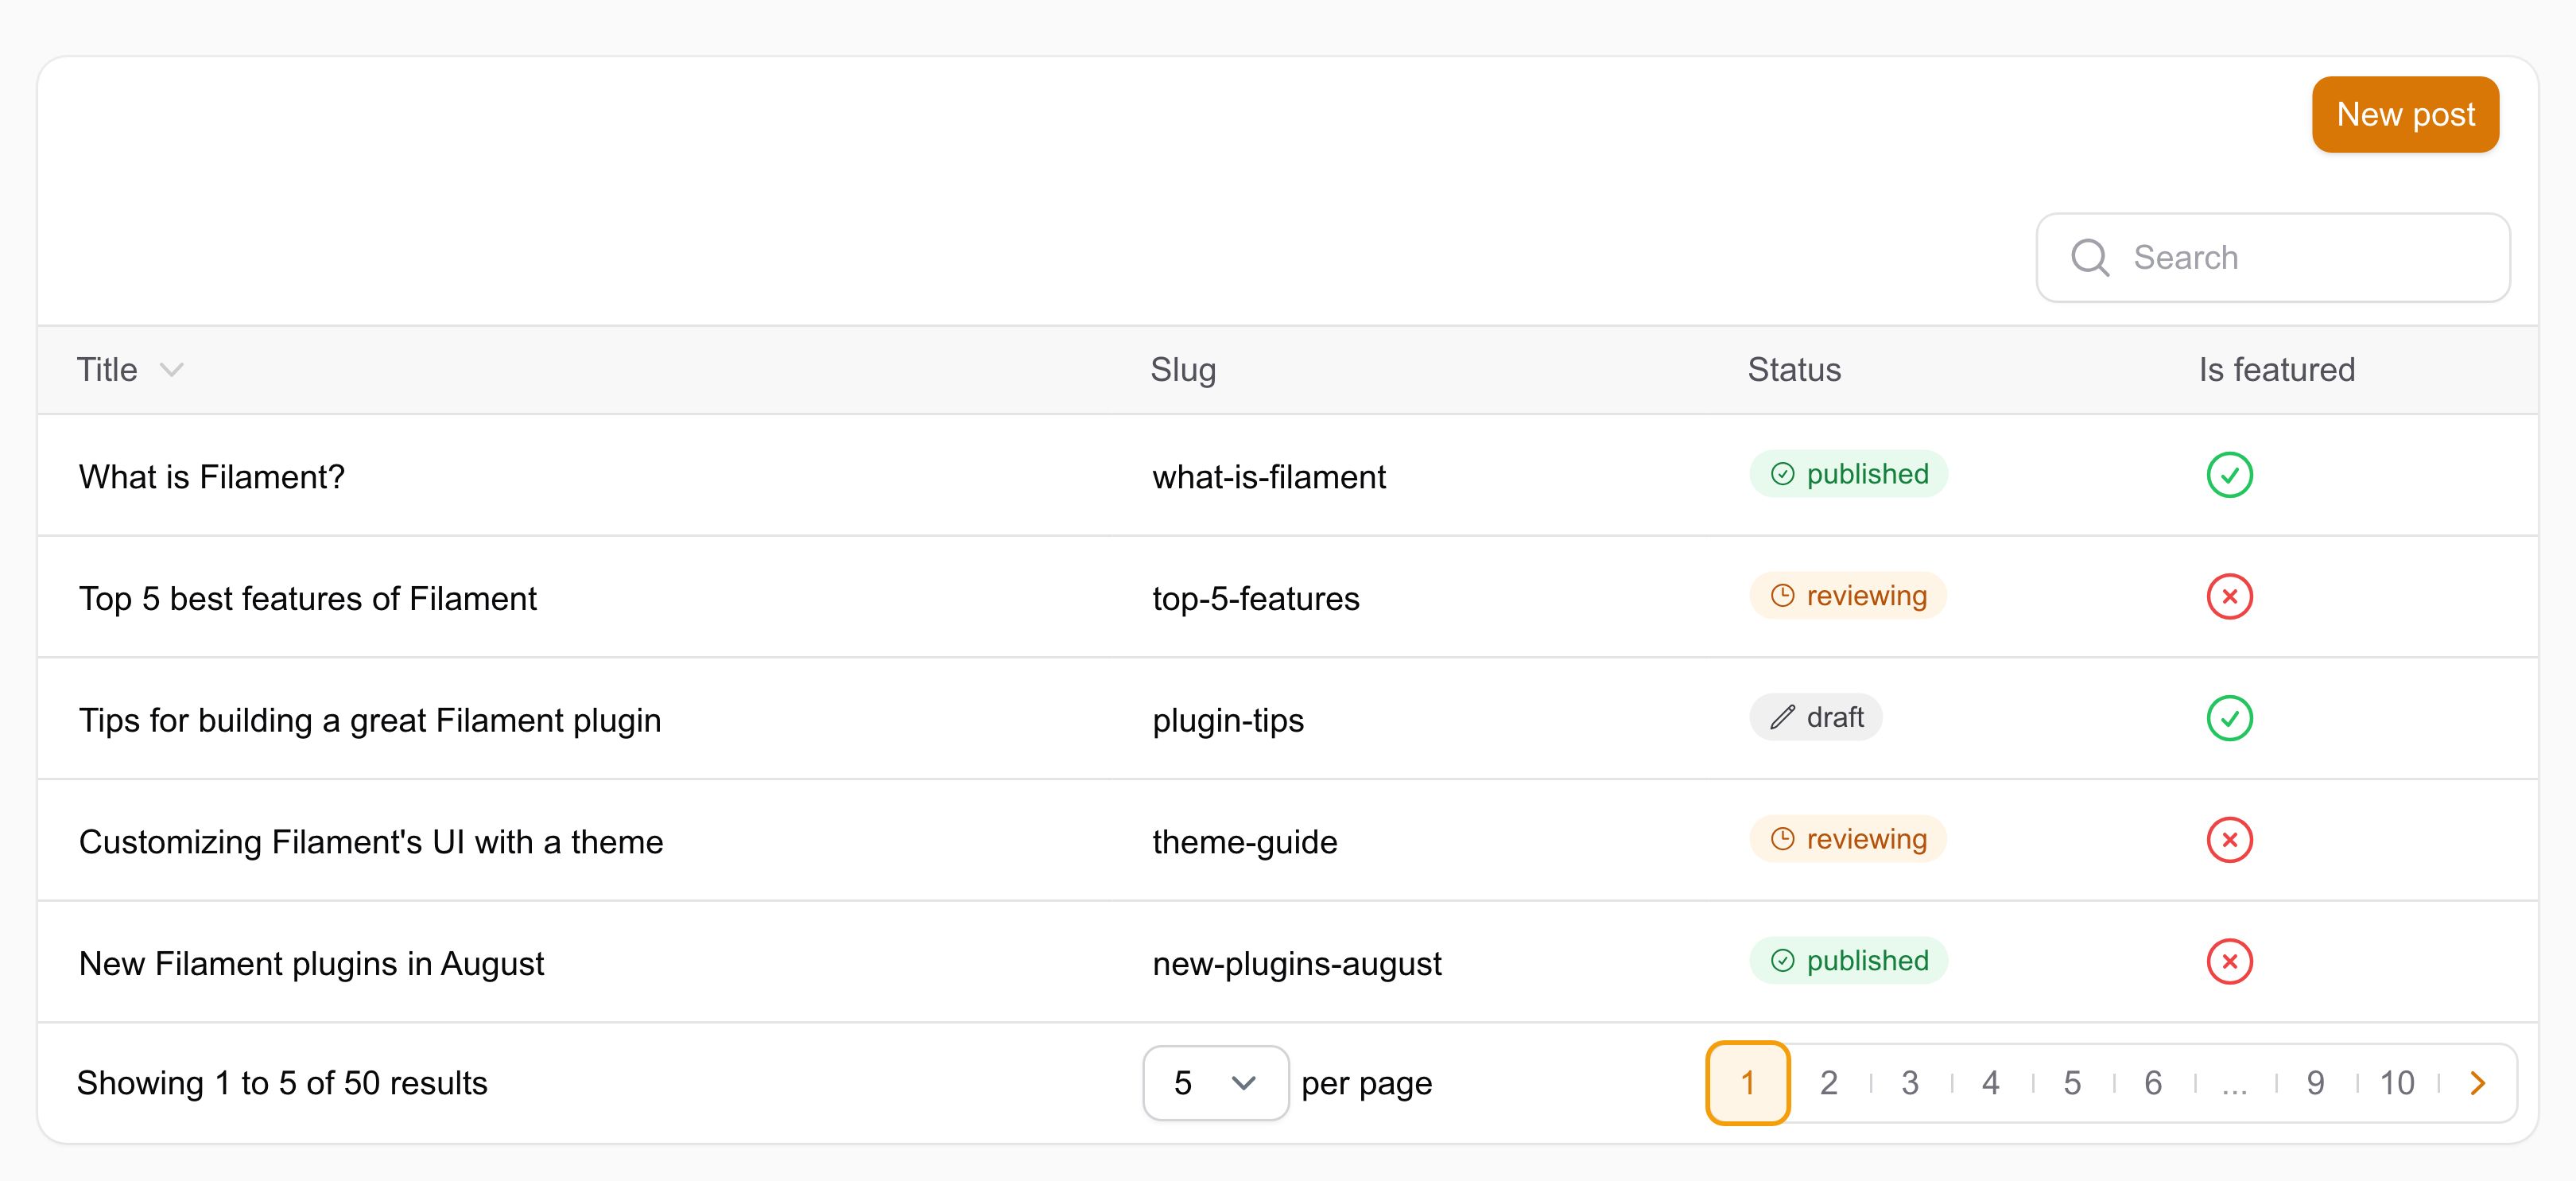 New post
Search
Title Slug Status Is featured
What is Filament? what-is-filament published
Top 5 best features of Filament top-5-features reviewing
Tips for building a great Filament plugin plugin-tips draft
Customizing Filament's UI with a theme theme-guide reviewing
New Filament plugins in August new-plugins-august published
Showing 1 to 5 of 50 results 5 per page 1 2 3 4 5 6 ... 9 10